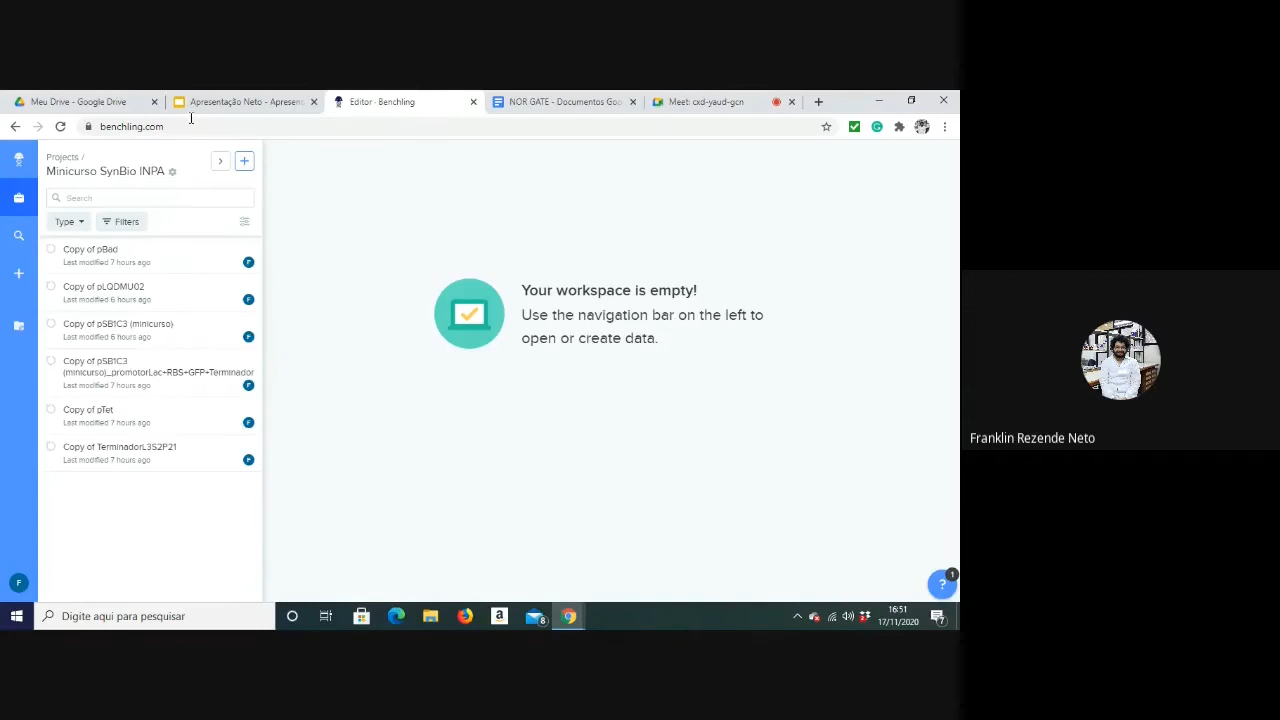 Meu Drive - Google Drive
Apresentação Neto - Apresen
Editor · Benchling
NOR GATE - Documentos Goo
Meet: cxd-yaud-gcn
benchling.com
Projects /
Minicurso SynBio INPA
Search
Type
Filters
Copy of pBad
Last modified 7 hours ago
F
Copy of pLQDMU02
Last modified 6 hours ago
F
Copy of pSB1C3 (minicurso)
Last modified 6 hours ago
F
Copy of pSB1C3
(minicurso)_promotorLac+RBS+GFP+Terminador
Last modified 7 hours ago
F
Copy of pTet
Last modified 7 hours ago
F
Copy of TerminadorL3S2P21
Last modified 7 hours ago
F
Your workspace is empty!
Use the navigation bar on the left to
open or create data.
Franklin Rezende Neto
F
? 1
Digite aqui para pesquisar
a
8
16:51
17/11/2020
7